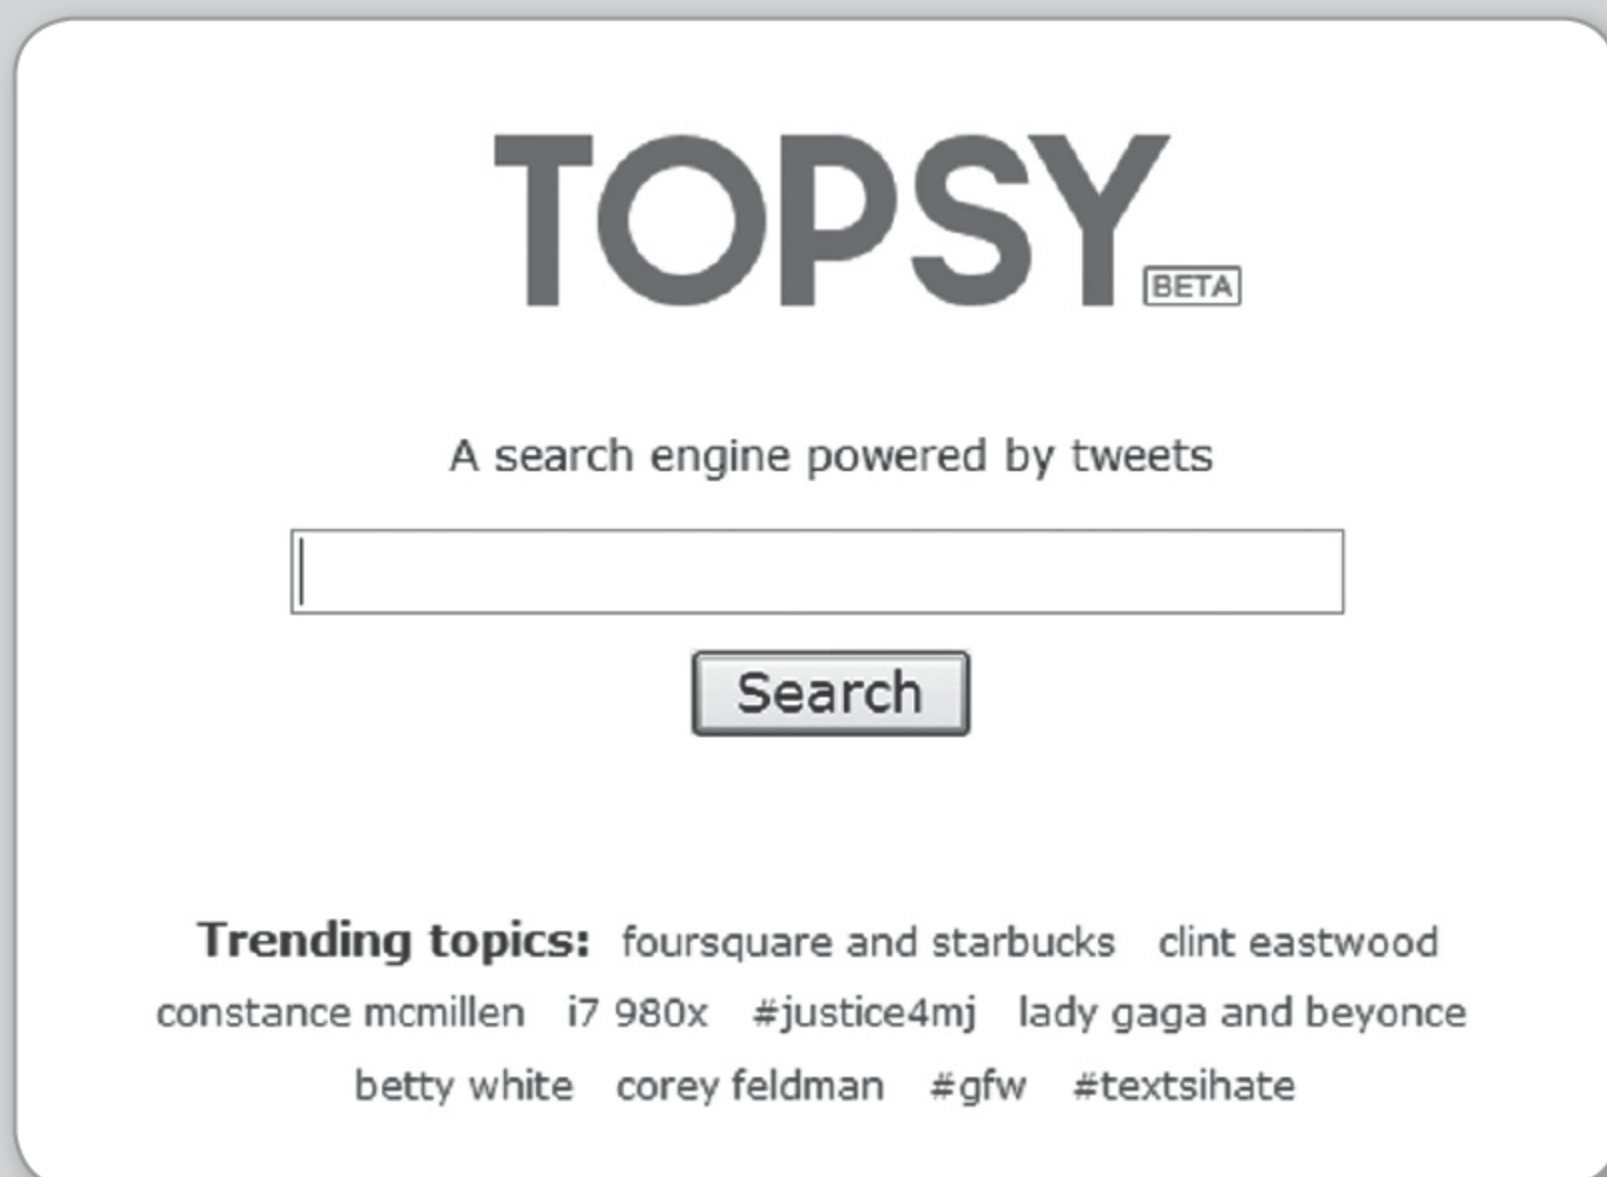 TOPSY BETA
A search engine powered by tweets
Search
Trending topics: foursquare and starbucks clint eastwood
constance mcmillen i7 980x #justice4mj lady gaga and beyonce
betty white corey feldman #gfw #textsihate